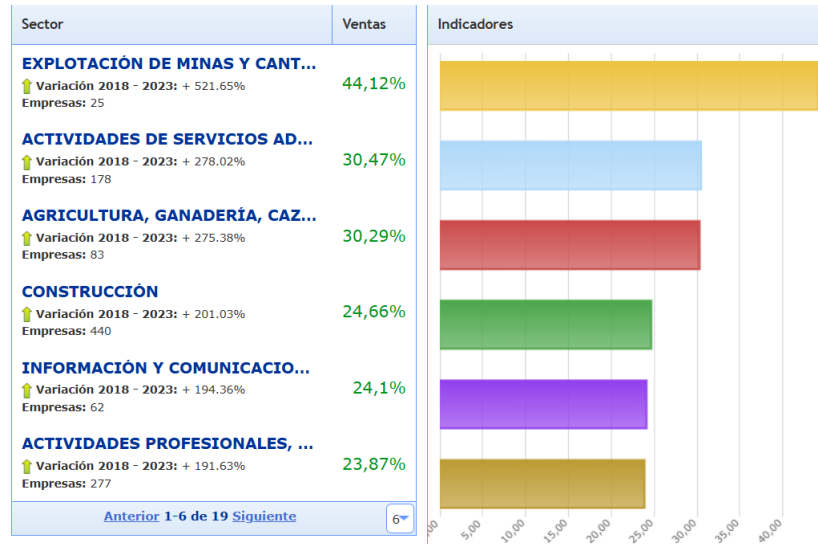 Sector Ventas Indicadores
EXPLOTACIÓN DE MINAS Y CANT...
Variación 2018 - 2023: + 521.65%
Empresas: 25
44,12%
ACTIVIDADES DE SERVICIOS AD...
Variación 2018 - 2023: + 278.02%
Empresas: 178
30,47%
AGRICULTURA, GANADERÍA, CAZ...
Variación 2018 - 2023: + 275.38%
Empresas: 83
30,29%
CONSTRUCCIÓN
Variación 2018 - 2023: + 201.03%
Empresas: 440
24,66%
INFORMACIÓN Y COMUNICACIO...
Variación 2018 - 2023: + 194.36%
Empresas: 62
24,1%
ACTIVIDADES PROFESIONALES, ...
Variación 2018 - 2023: + 191.63%
Empresas: 277
23,87%
Anterior 1-6 de 19 Siguiente
6
5,00 10,00 15,00 20,00 25,00 30,00 35,00 40,00